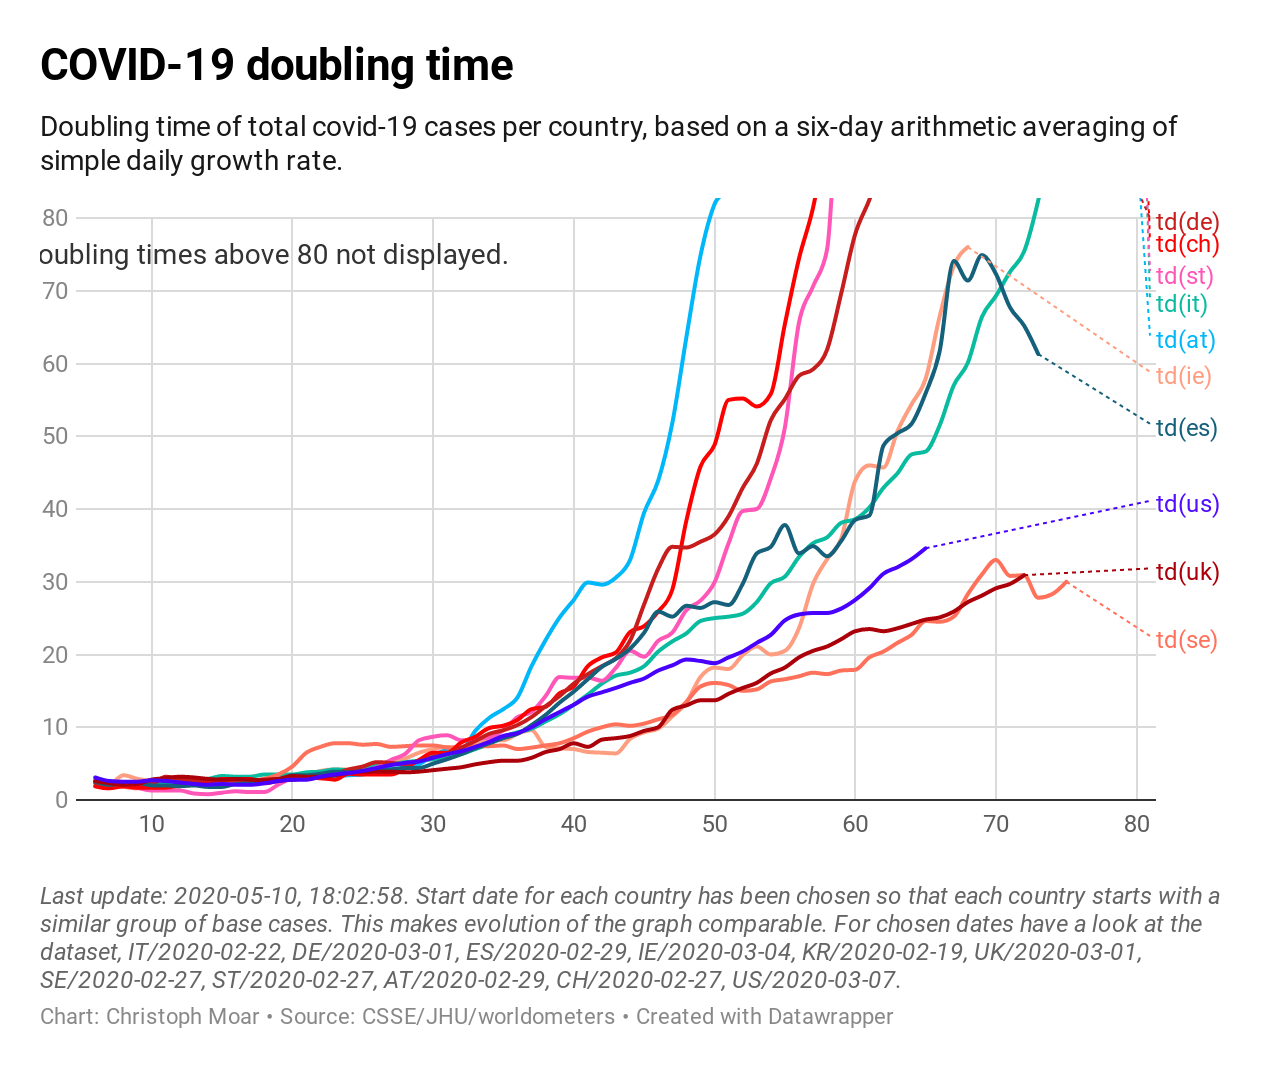 COVID-19 doubling time
Doubling time of total covid-19 cases per country, based on a six-day arithmetic averaging of
simple daily growth rate.
80
oubling times above 80 not displayed.
70
60
50
40
30
20
10
0
10 20 30 40 50 60 70 80
td(de)
td(ch)
td(st)
td(it)
td(at)
td(ie)
td(es)
td(us)
td(uk)
td(se)
Last update: 2020-05-10, 18:02:58. Start date for each country has been chosen so that each country starts with a
similar group of base cases. This makes evolution of the graph comparable. For chosen dates have a look at the
dataset, IT/2020-02-22, DE/2020-03-01, ES/2020-02-29, IE/2020-03-04, KR/2020-02-19, UK/2020-03-01,
SE/2020-02-27, ST/2020-02-27, AT/2020-02-29, CH/2020-02-27, US/2020-03-07.
Chart: Christoph Moar • Source: CSSE/JHU/worldometers • Created with Datawrapper